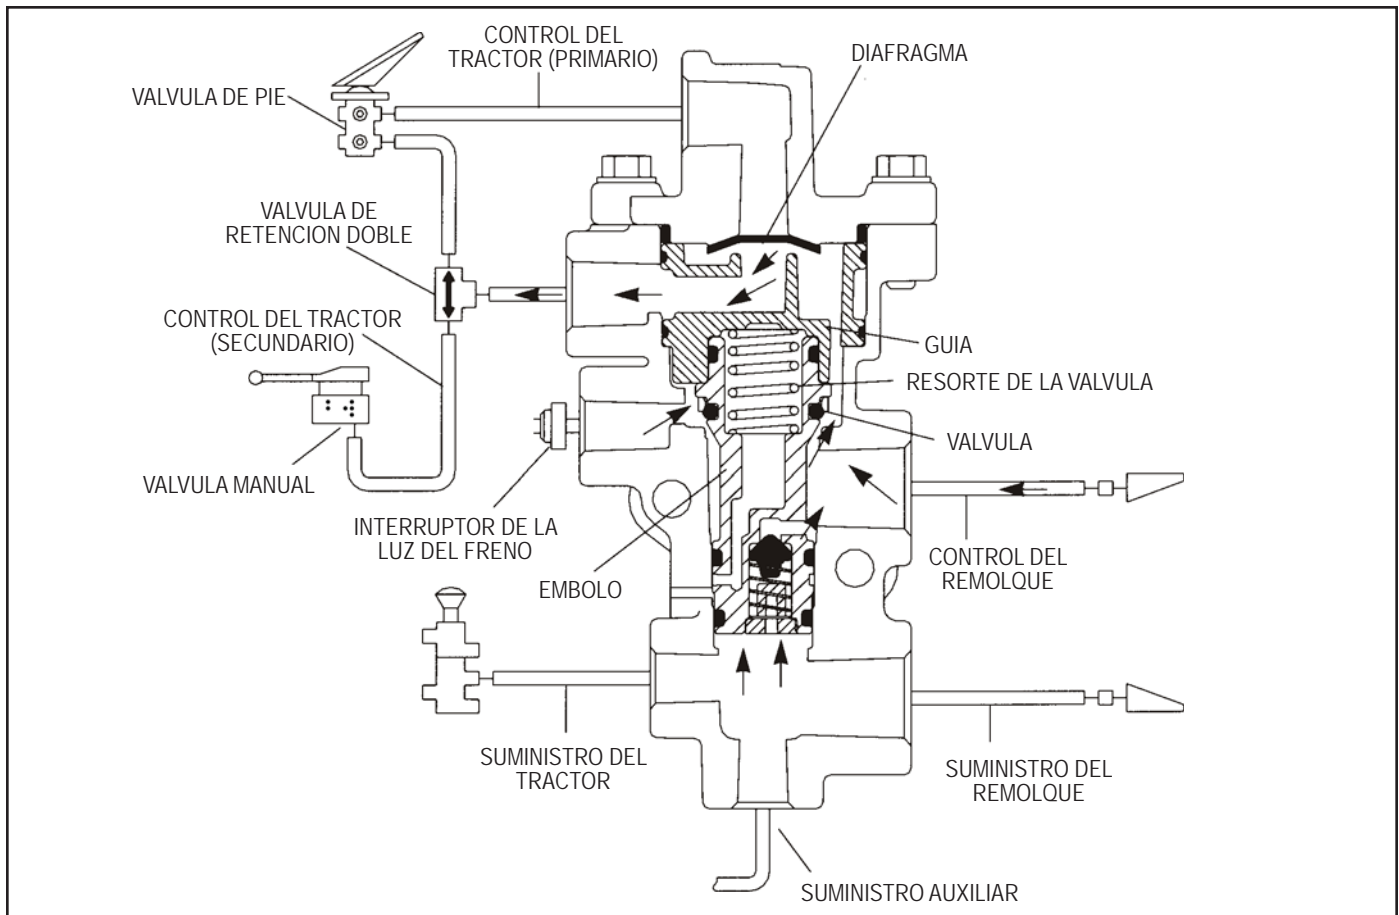 CONTROL DEL
TRACTOR (PRIMARIO)
DIAFRAGMA
VALVULA DE PIE
VALVULA DE
RETENCION DOBLE
CONTROL DEL TRACTOR
(SECUNDARIO)
GUIA
RESORTE DE LA VALVULA
VALVULA
VALVULA MANUAL
INTERRUPTOR DE LA
LUZ DEL FRENO
CONTROL DEL
REMOLQUE
EMBOLO
SUMINISTRO DEL
TRACTOR
SUMINISTRO DEL
REMOLQUE
SUMINISTRO AUXILIAR